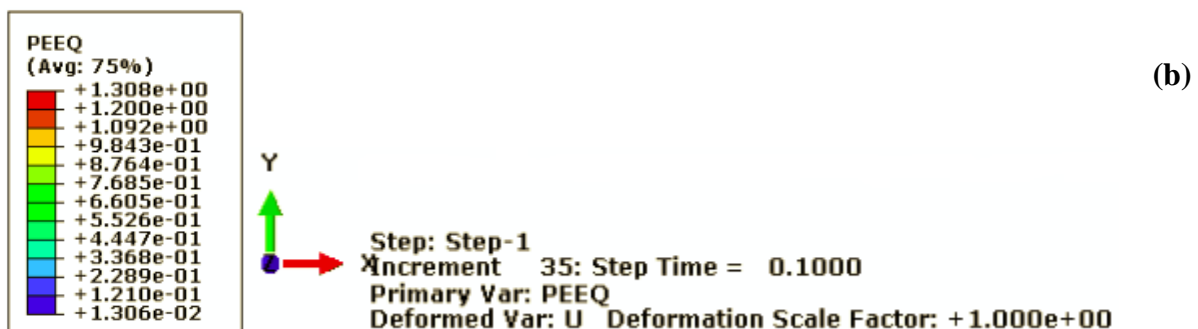 PEEQ
(Avg: 75%)
+1.308e+00
+1.200e+00
+1.092e+00
+9.843e-01
+8.764e-01
+7.685e-01
+6.605e-01
+5.526e-01
+4.447e-01
+3.368e-01
+2.289e-01
+1.210e-01
+1.306e-02
(b)
Y
Z
X
Step: Step-1
Increment 35: Step Time = 0.1000
Primary Var: PEEQ
Deformed Var: U Deformation Scale Factor: +1.000e+00